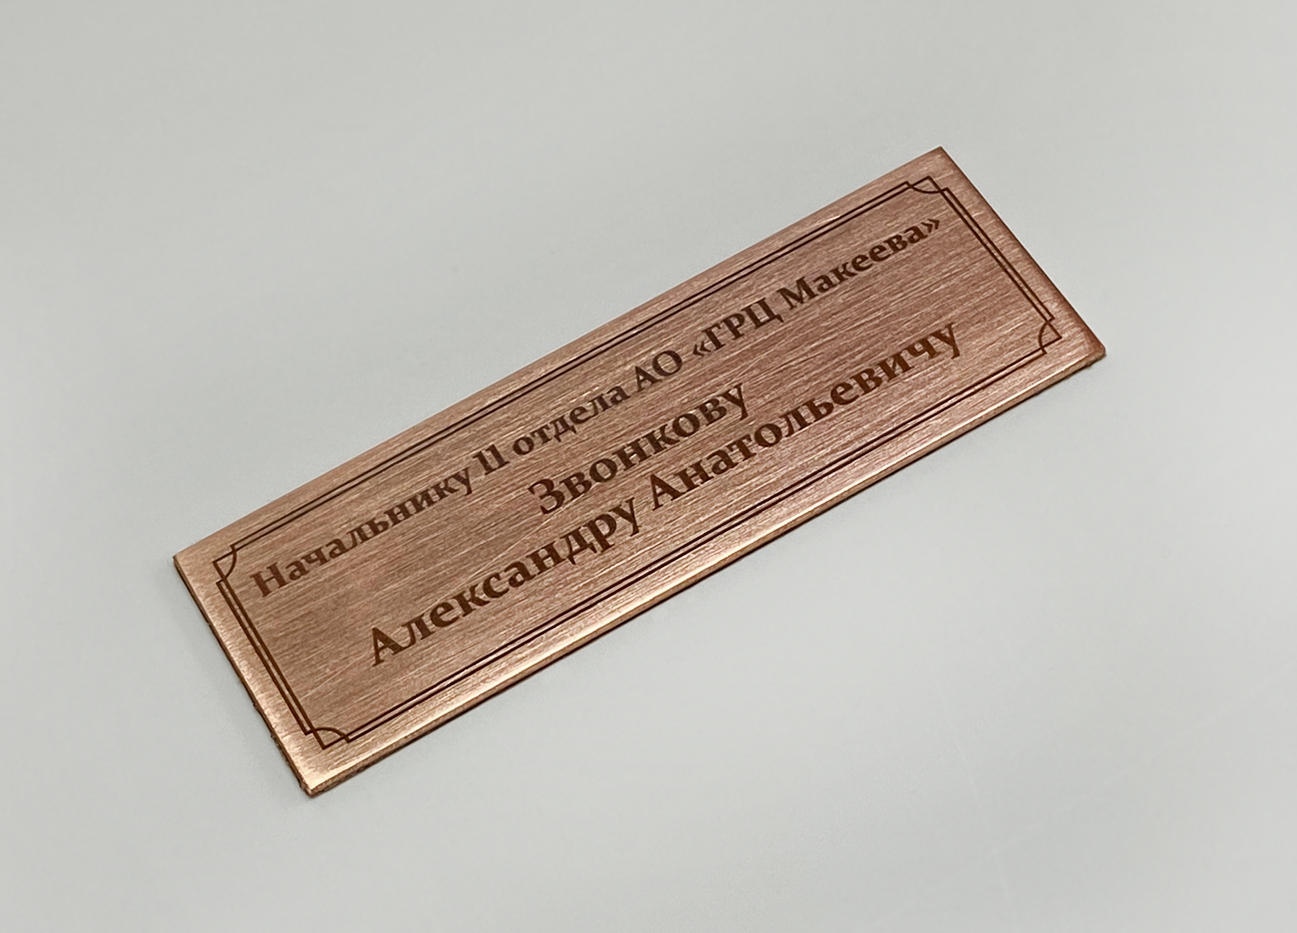 Начальнику 11 отдела АО «ГРЦ Макеева»
Звонкову
Александру Анатольевичу